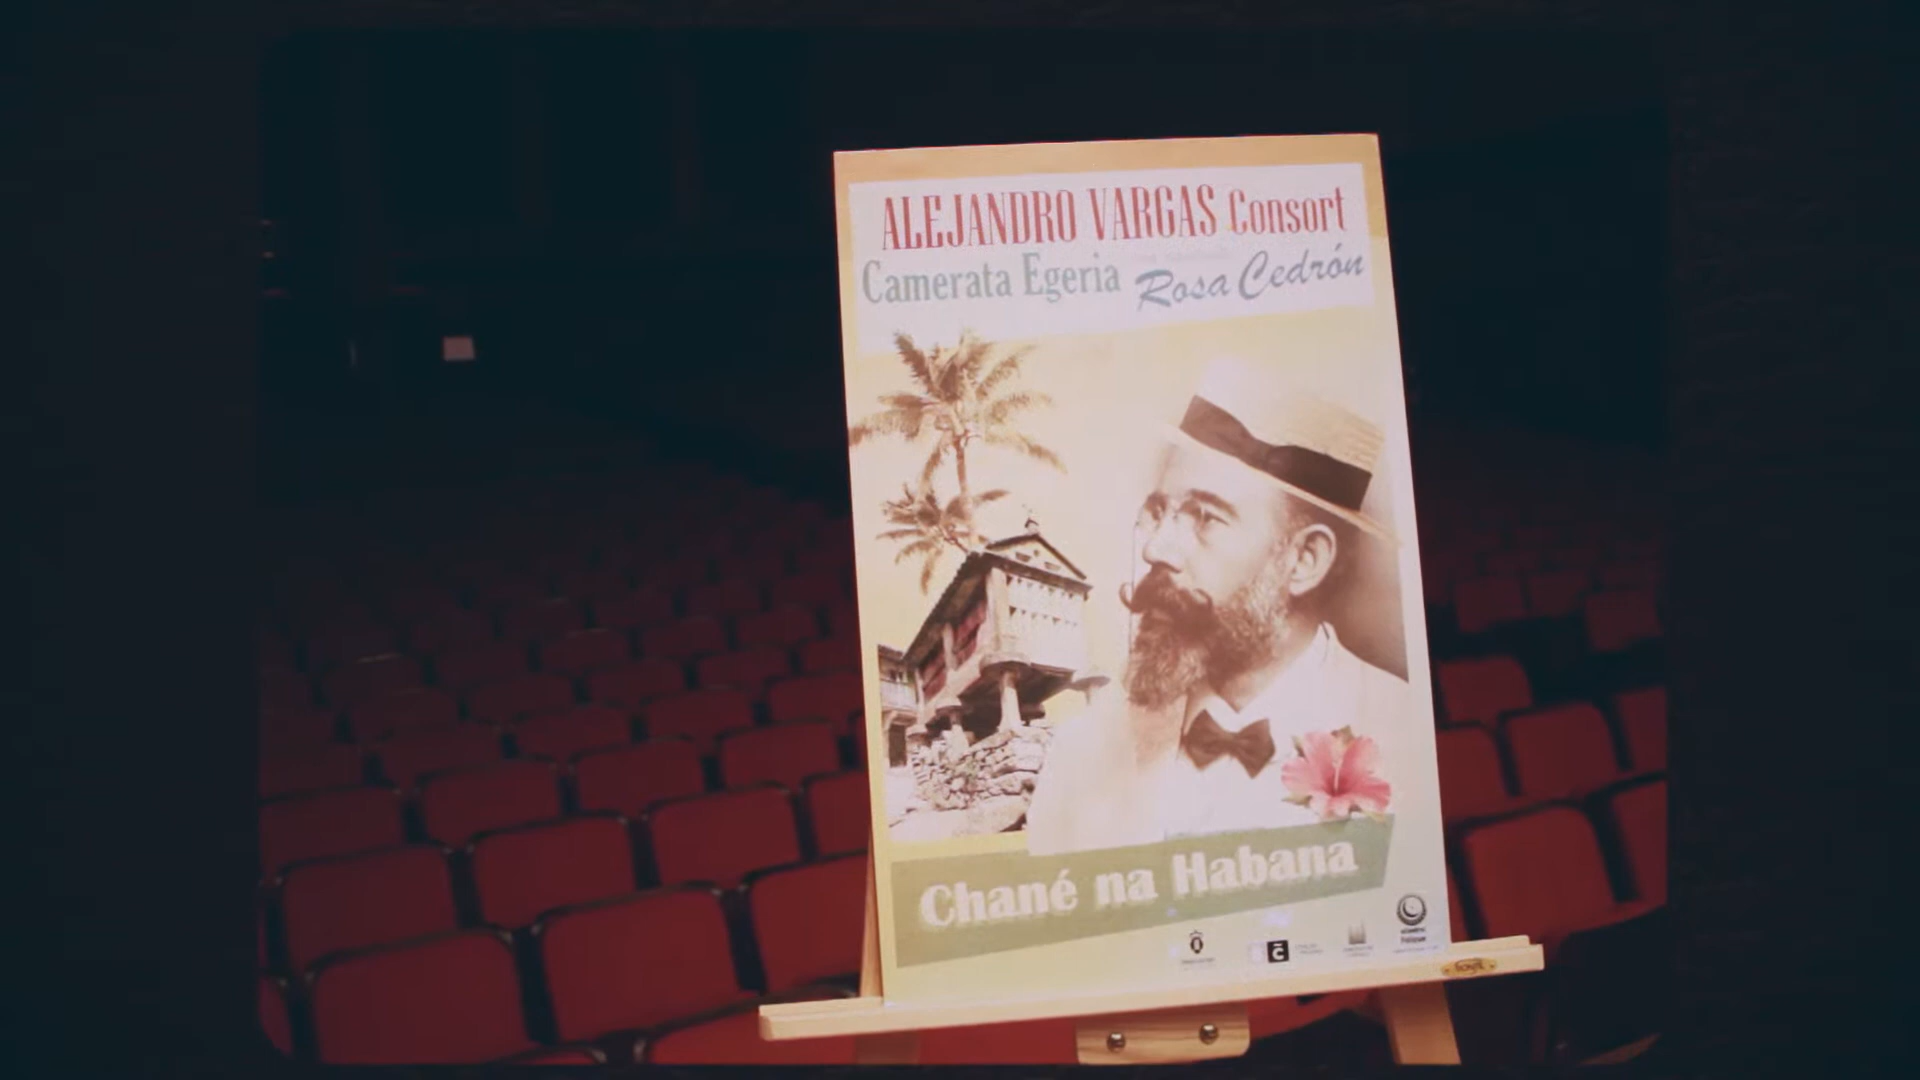 ALEJANDRO VARGAS Consort
Camerata Egeria Rosa Cedrón
Chané na Habana